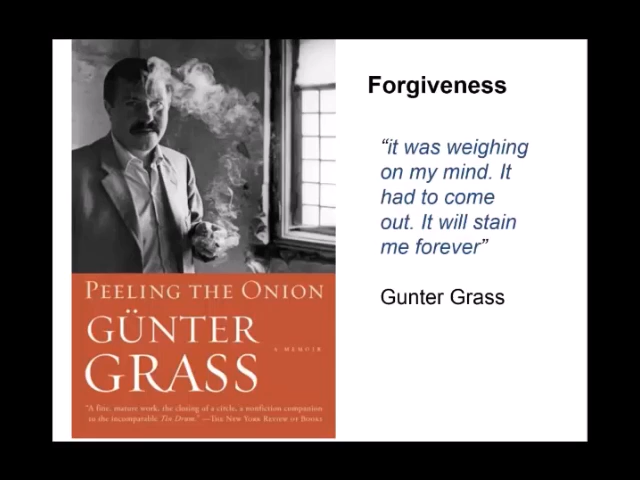 PEELING THE ONION
GÜNTER
A MEMOIR
GRASS
"A fine, mature work, the closing of a circle, a nonfiction companion
to the incomparable Tin Drum." —THE NEW YORK REVIEW OF BOOKS
Forgiveness
“it was weighing
on my mind. It
had to come
out. It will stain
me forever”
Gunter Grass